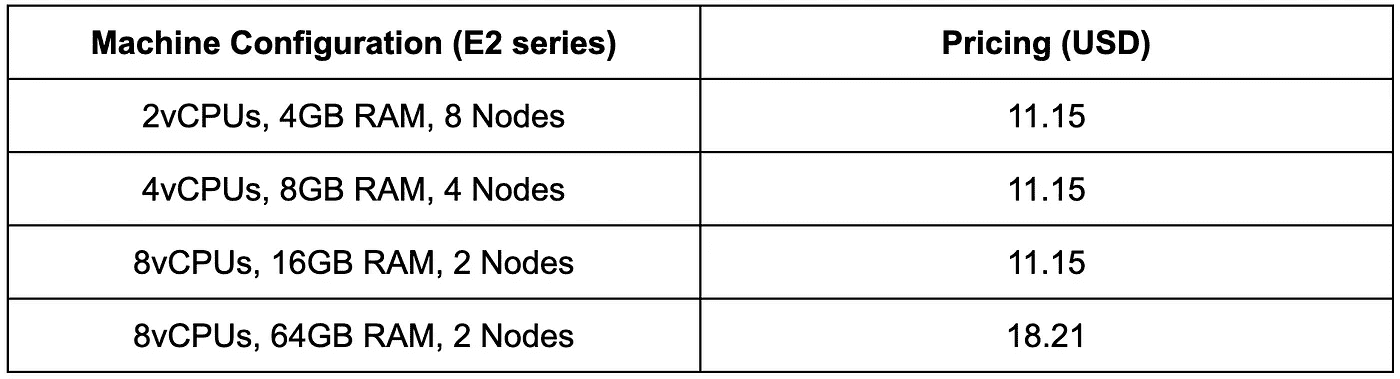 Machine Configuration (E2 series) Pricing (USD)
2vCPUs, 4GB RAM, 8 Nodes 11.15
4vCPUs, 8GB RAM, 4 Nodes 11.15
8vCPUs, 16GB RAM, 2 Nodes 11.15
8vCPUs, 64GB RAM, 2 Nodes 18.21